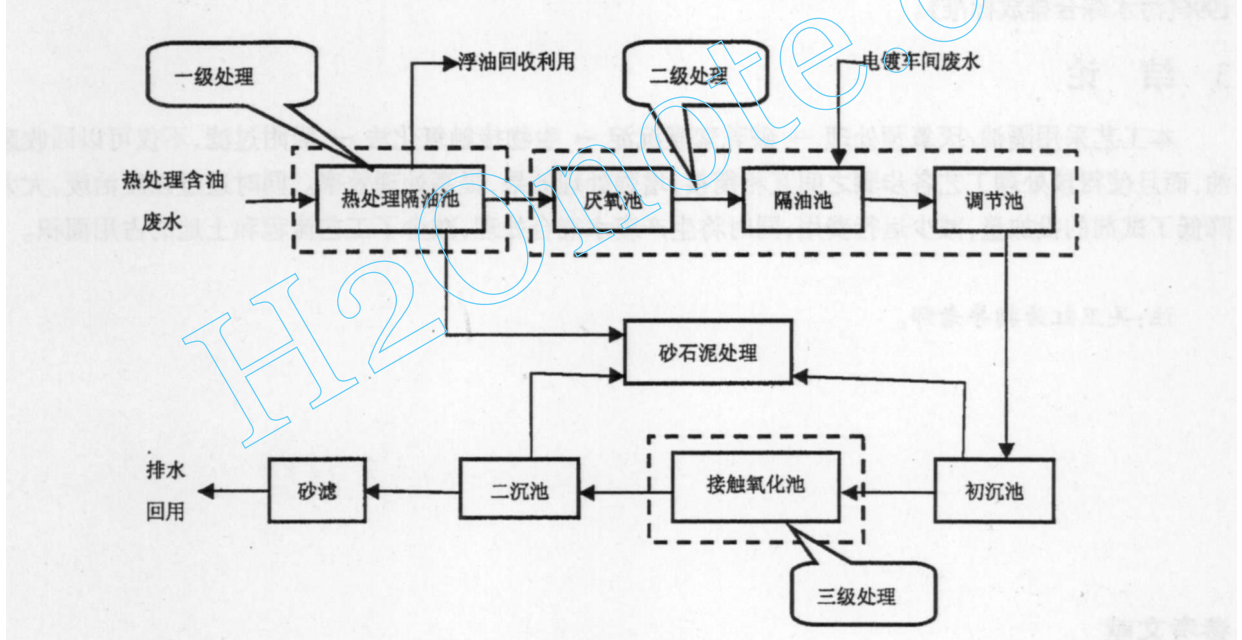 一级处理
浮油回收利用
二级处理
电镀车间废水
热处理含油
废水
热处理隔油池
厌氧池
隔油池
调节池
砂石泥处理
排水
回用
砂滤
二沉池
接触氧化池
初沉池
三级处理
H2Onote.c